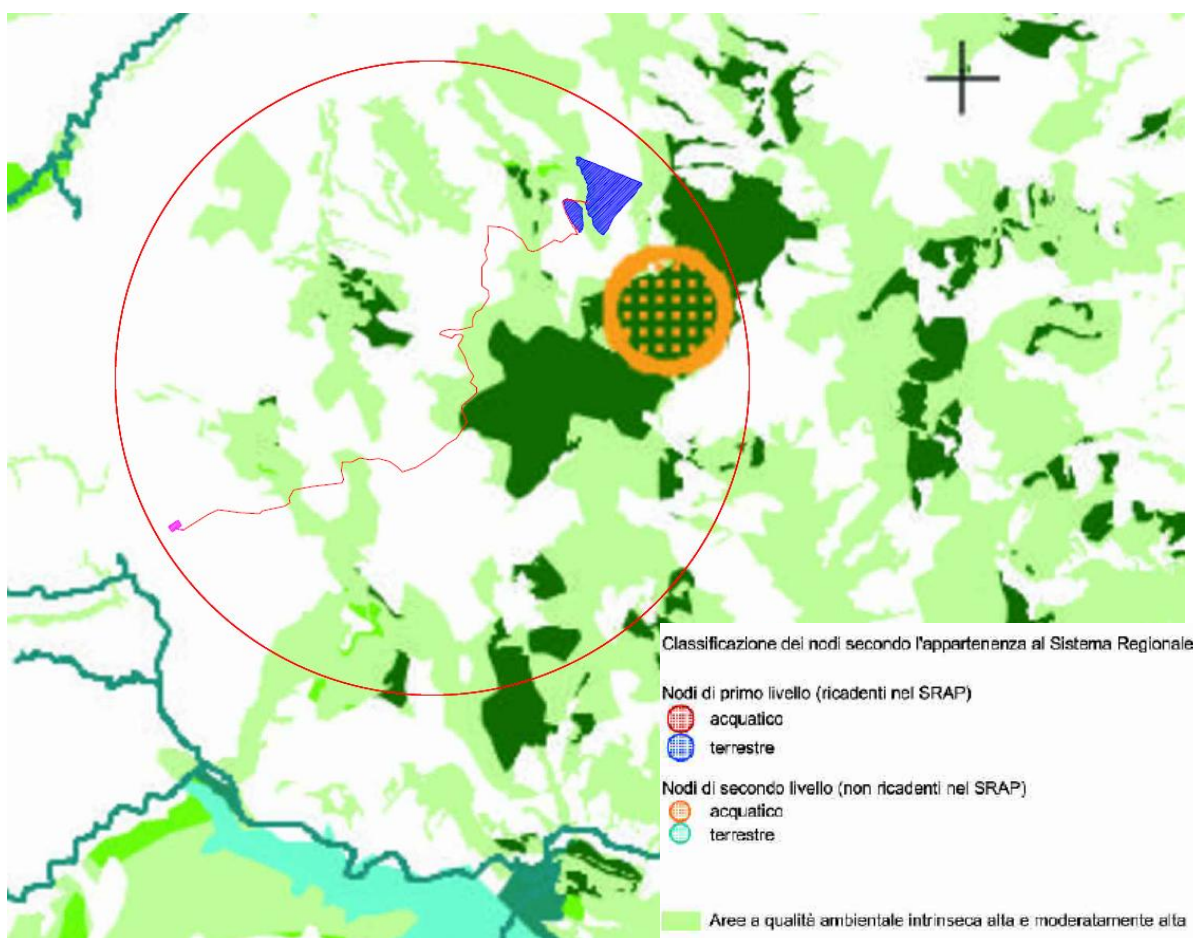 Classificazione dei nodi secondo l'appartenenza al Sistema Regionale
Nodi di primo livello (ricadenti nel SRAP)
acquatico
terrestre
Nodi di secondo livello (non ricadenti nel SRAP)
acquatico
terrestre
Aree a qualità ambientale intrinseca alta e moderatamente alta